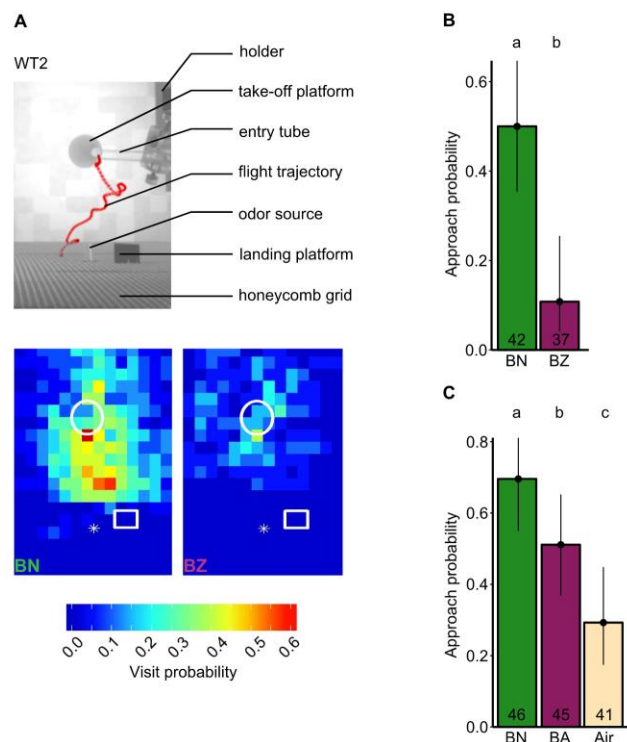 A
WT2
holder
take-off platform
entry tube
flight trajectory
odor source
landing platform
honeycomb grid
BN
BZ
0.0 0.1 0.2 0.3 0.4 0.5 0.6
Visit probability
B
a b
Approach probability
0.6
0.4
0.2
0.0
42 37
BN BZ
C
a b c
Approach probability
0.8
0.6
0.4
0.2
0.0
46 45 41
BN BA Air